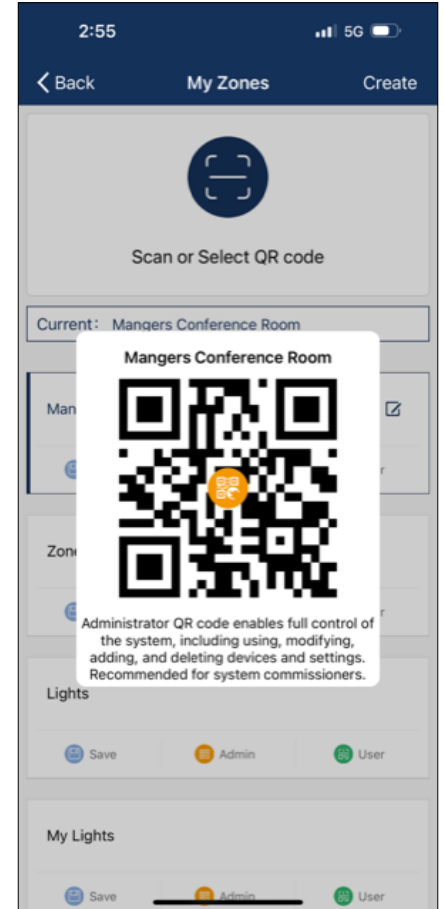 2:55
5G
Back
My Zones
Create
Scan or Select QR code
Current: Mangers Conference Room
Mangers Conference Room
Man
Zon
Administrator QR code enables full control of
the system, including using, modifying,
adding, and deleting devices and settings.
Recommended for system commissioners.
Lights
Save
Admin
User
My Lights
Save
Admin
User